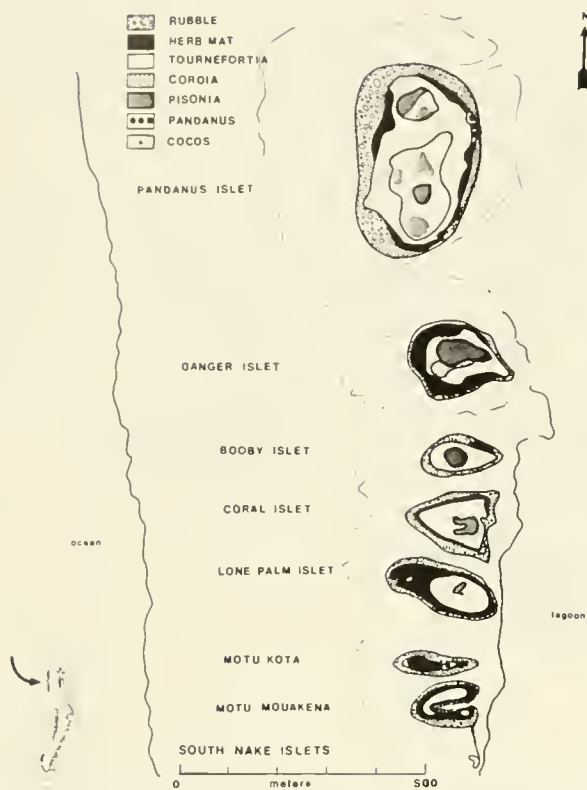 RUBBLE
HERB MAT
TOURNEFORTIA
CORDIA
PISONIA
PANDANUS
COCOS
N
PANDANUS ISLET
DANGER ISLET
BOOBY ISLET
CORAL ISLET
ocean
LONE PALM ISLET
lagoon
MOTU KOTA
MOTU MOUAKENA
SOUTH NAKE ISLETS
0 meters 500